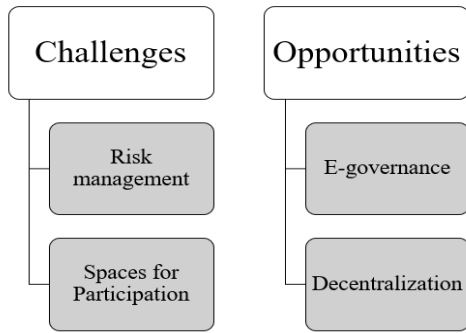 Challenges
Risk
management
Spaces for
Participation
Opportunities
E-governance
Decentralization